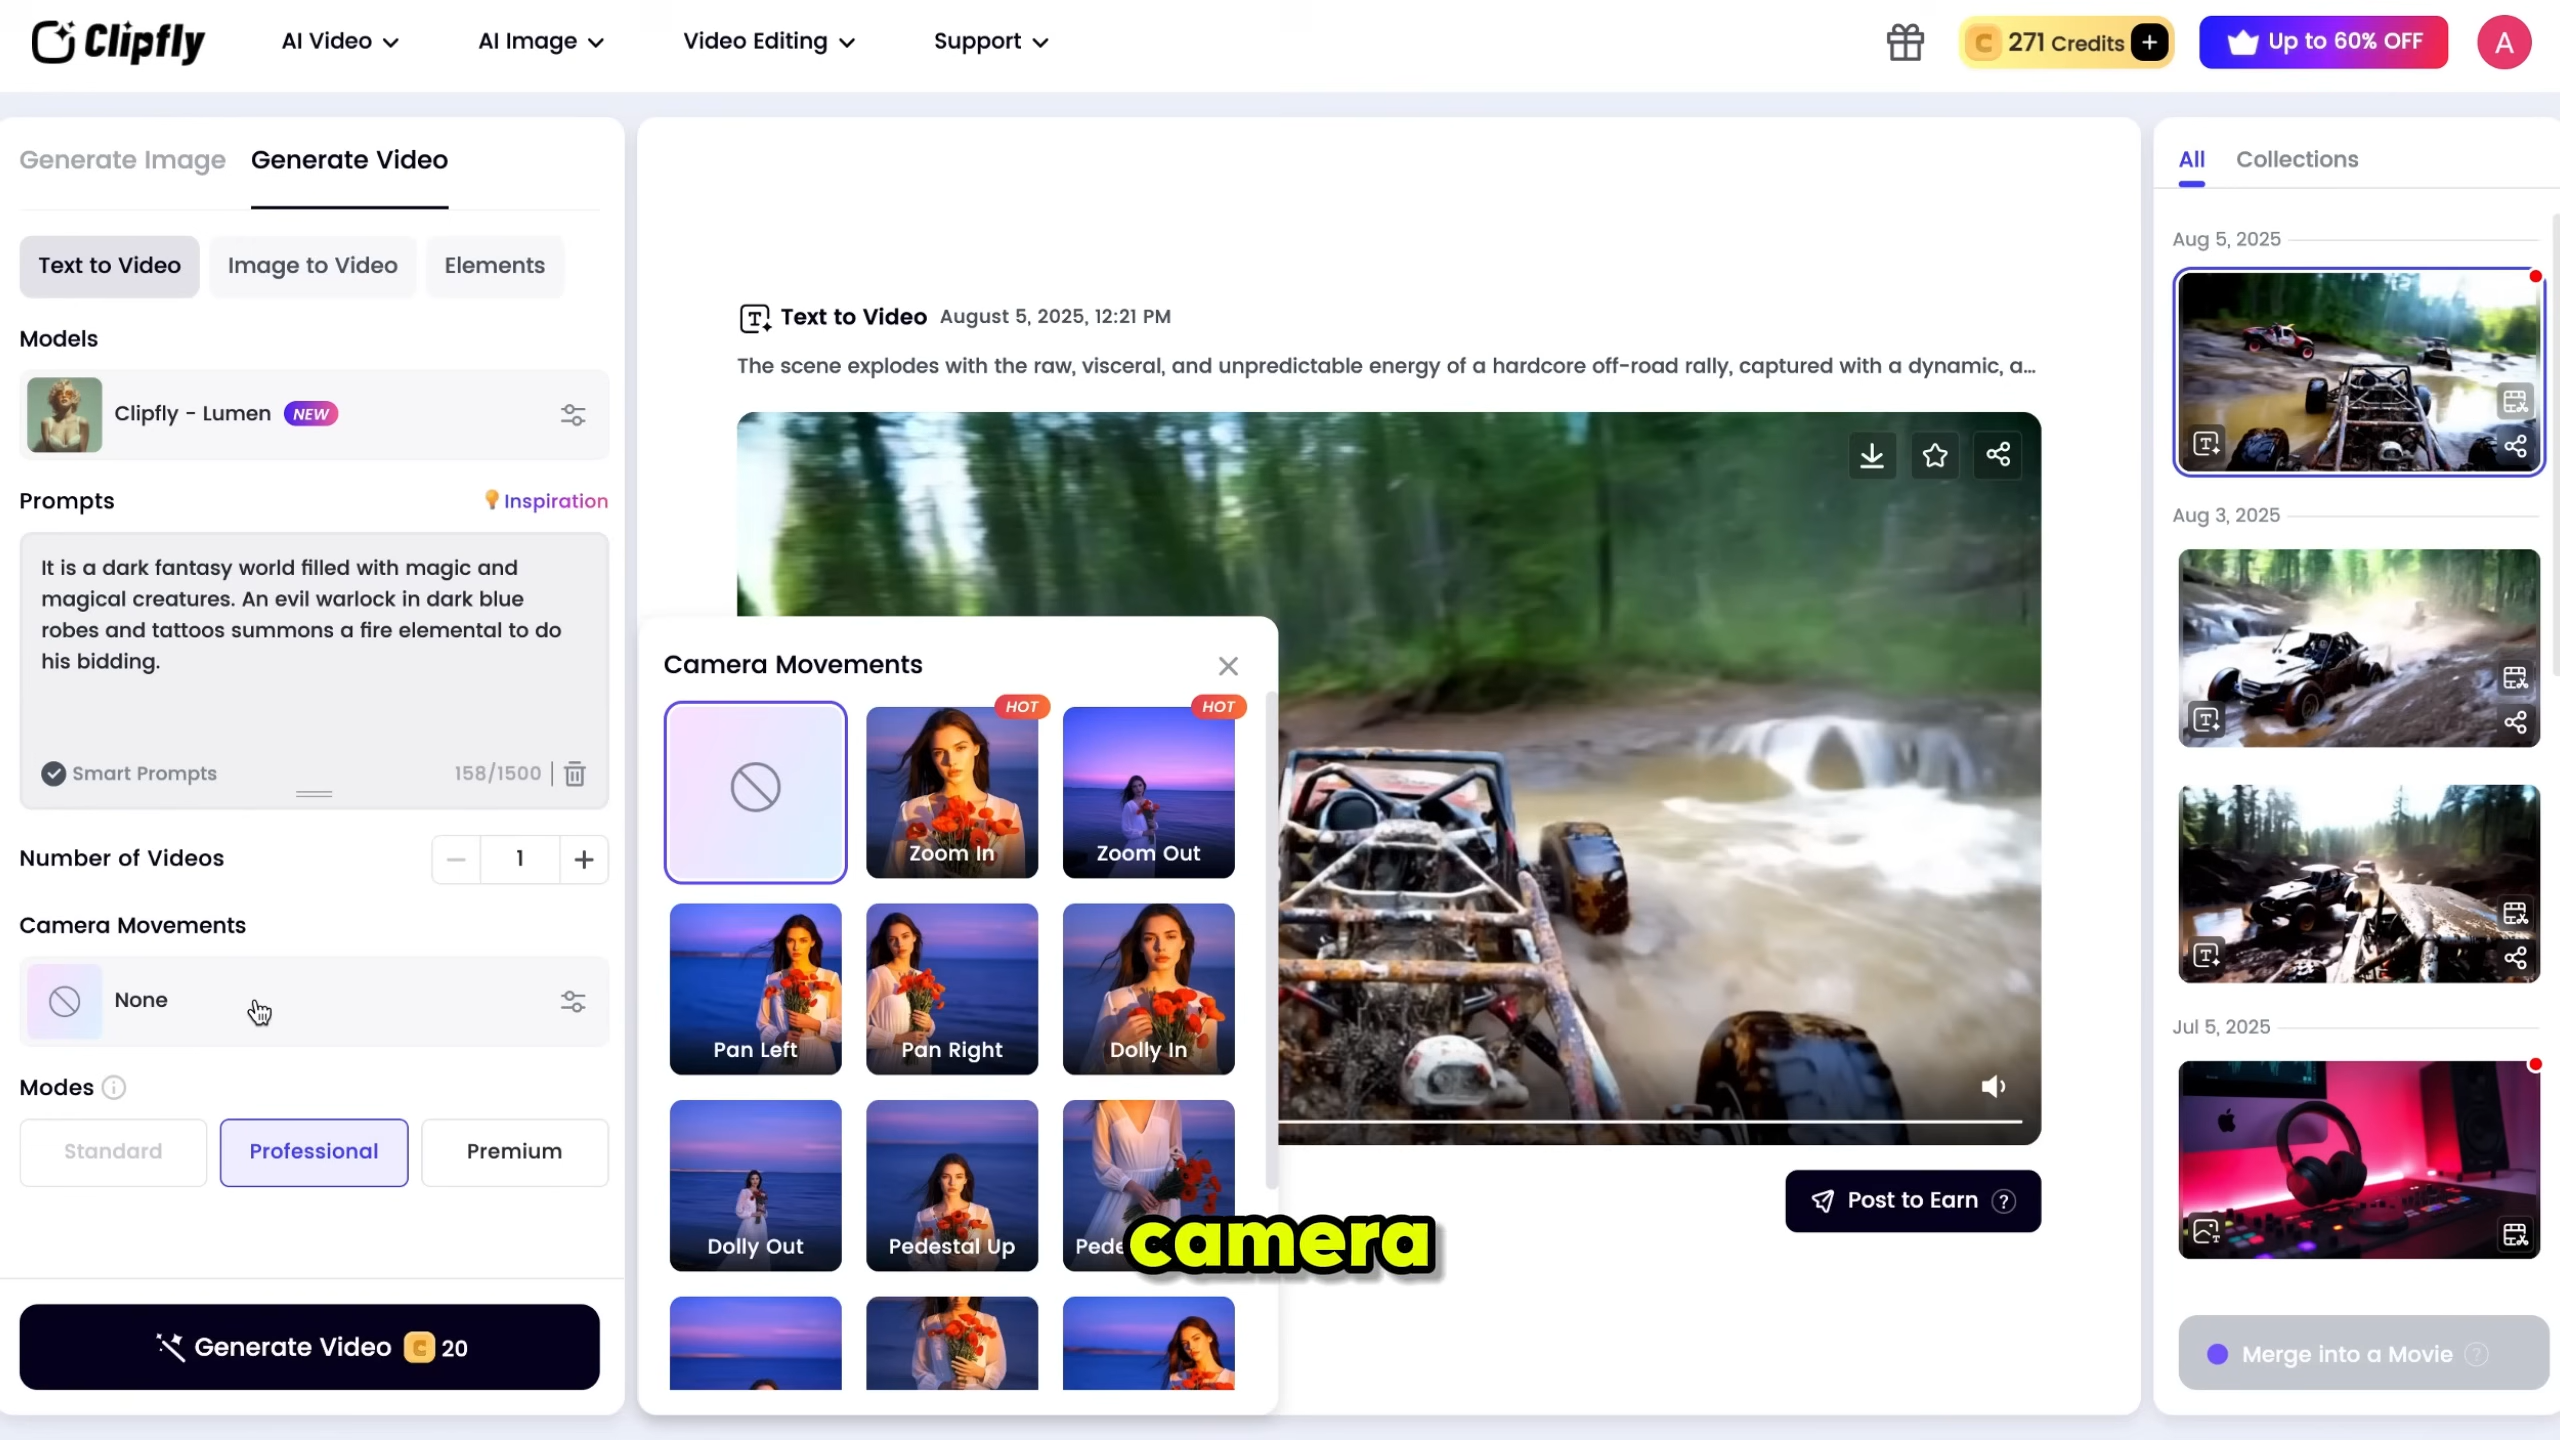 Clipfly
AI Video
AI Image
Video Editing
Support
C 271 Credits +
Up to 60% OFF
A
Generate Image
Generate Video
Text to Video
Image to Video
Elements
Models
Clipfly - Lumen NEW
Prompts
Inspiration
It is a dark fantasy world filled with magic and
magical creatures. An evil warlock in dark blue
robes and tattoos summons a fire elemental to do
his bidding.
Smart Prompts
158/1500
Number of Videos
1
Camera Movements
None
Modes
Standard
Professional
Premium
Generate Video C 20
Text to Video August 5, 2025, 12:21 PM
The scene explodes with the raw, visceral, and unpredictable energy of a hardcore off-road rally, captured with a dynamic, a...
Camera Movements
HOT
HOT
Zoom In
Zoom Out
Pan Left
Pan Right
Dolly In
Dolly Out
Pedestal Up
Pede
camera
Post to Earn ?
All
Collections
Aug 5, 2025
Aug 3, 2025
Jul 5, 2025
Merge into a Movie ?